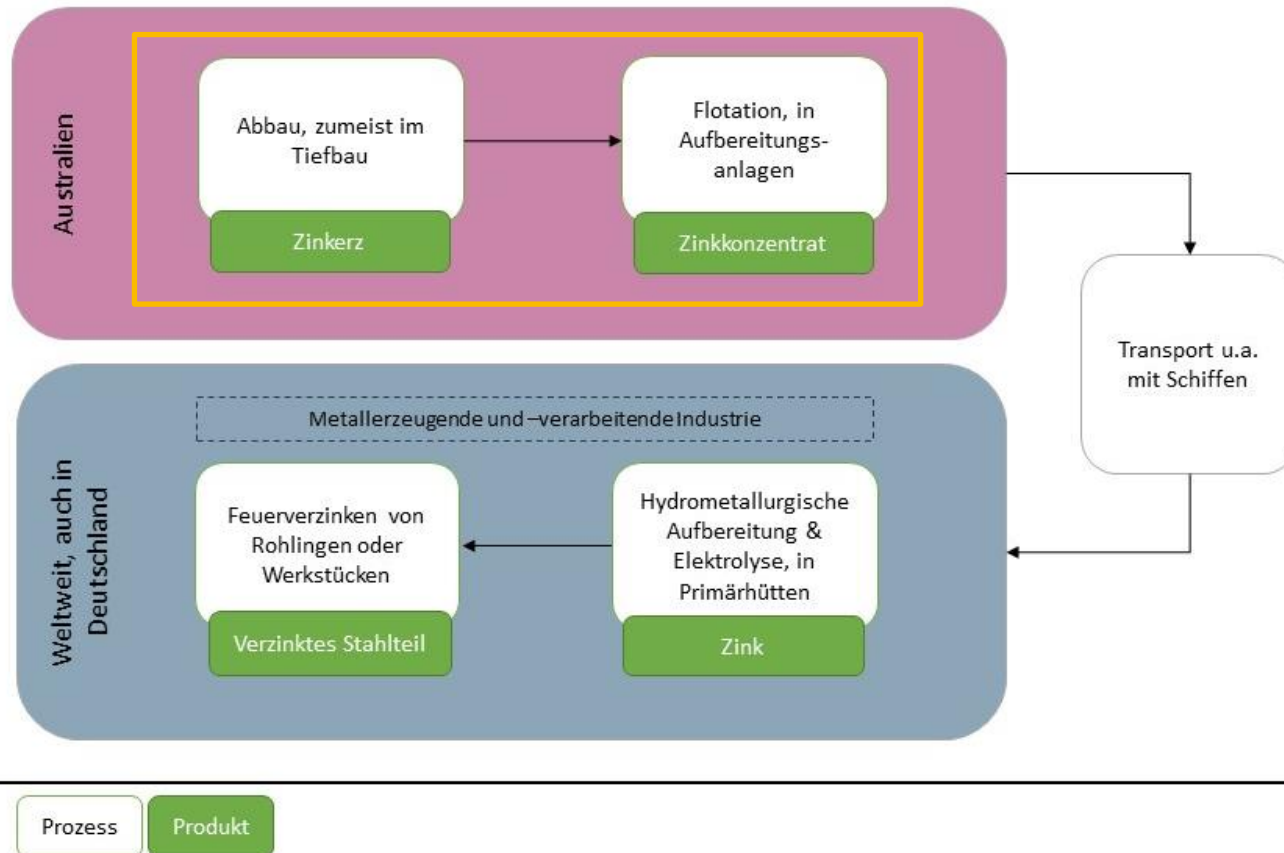 Australien
Abbau, zumeist im
Tiefbau
Zinkerz
Flotation, in
Aufbereitungs-
anlagen
Zinkkonzentrat
Transport u.a.
mit Schiffen
Weltweit, auch in
Deutschland
Metallerzeugende und –verarbeitende Industrie
Feuerverzinken von
Rohlingen oder
Werkstücken
Verzinktes Stahlteil
Hydrometallurgische
Aufbereitung &
Elektrolyse, in
Primärhütten
Zink
Prozess
Produkt